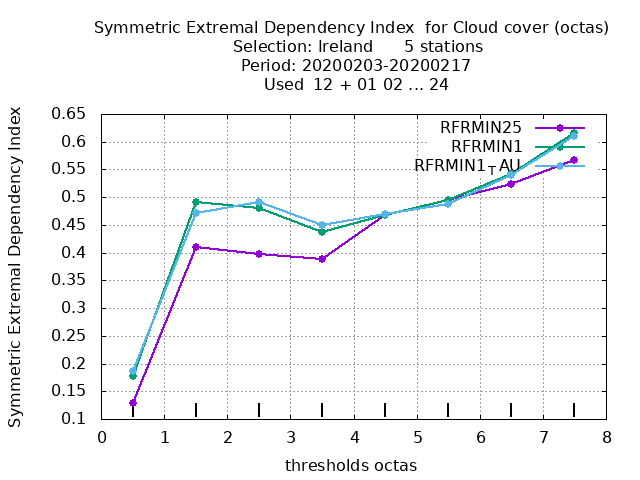 Symmetric Extremal Dependency Index  for Cloud cover (octas)
Selection: Ireland      5 stations
Period: 20200203-20200217
Used  12 + 01 02 ... 24
Symmetric Extremal Dependency Index
0.65
0.6
0.55
0.5
0.45
0.4
0.35
0.3
0.25
0.2
0.15
0.1
RFRMIN25
RFRMIN1
RFRMIN1TAU
0 1 2 3 4 5 6 7 8
thresholds octas